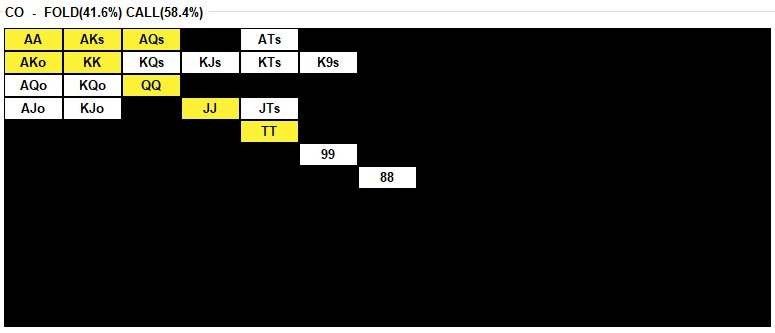 CO - FOLD(41.6%) CALL(58.4%)
AA AKs AQs ATs
AKo KK KQs KJs KTs K9s
AQo KQo QQ
AJo KJo JJ JTs
TT
99
88